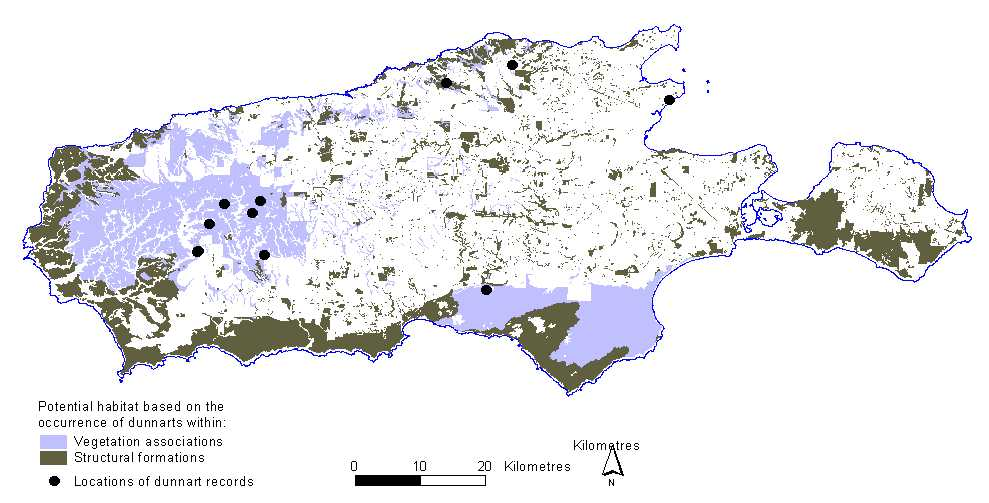 Potential habitat based on the
occurrence of dunnarts within:
Vegetation associations
Structural formations
Locations of dunnart records
0 10 20 Kilometres
Kilometres
N